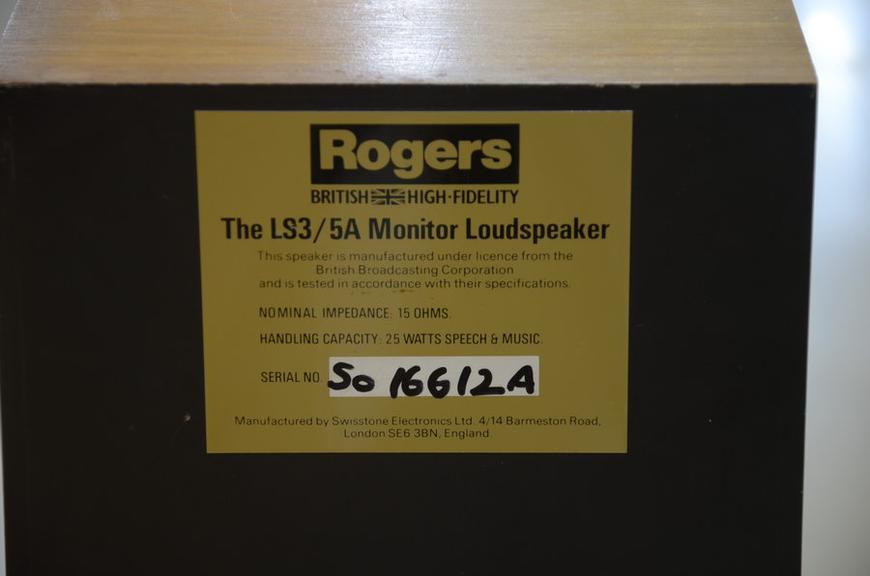 Rogers
BRITISH HIGH·FIDELITY
The LS3/5A Monitor Loudspeaker
This speaker is manufactured under licence from the
British Broadcasting Corporation
and is tested in accordance with their specifications.
NOMINAL IMPEDANCE: 15 OHMS.
HANDLING CAPACITY: 25 WATTS SPEECH & MUSIC.
SERIAL NO. So 16612A
Manufactured by Swisstone Electronics Ltd. 4/14 Barmeston Road,
London SE6 3BN, England.